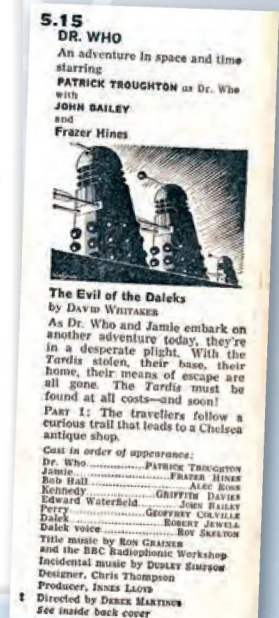 5.15
DR. WHO
An adventure in space and time
starring
PATRICK TROUGHTON as Dr. Who
with
JOHN BAILEY
and
Frazer Hines
The Evil of the Daleks
by DAVID WHITAKER
As Dr. Who and Jamie embark on
another adventure today, they're
in a desperate plight. With the
Tardis stolen, their base, their
home, their means of escape are
all gone. The Tardis must be
found at all costs—and soon!
PART 1: The travellers follow a
curious trail that leads to a Chelsea
antique shop.
Cast in order of appearance:
Dr. Who..................PATRICK TROUGHTON
Jamie.........................FRAZER HINES
Bob Hall........................ALEC ROSS
Kennedy....................GRIFFITH DAVIES
Edward Waterfield..........JOHN BAILEY
Perry...................GEOFFREY COLVILLE
Dalek........................ROBERT JEWELL
Dalek voice..................ROY SKELTON
Title music by RON GRAINER
and the BBC Radiophonic Workshop
Incidental music by DUDLEY SIMPSON
Designer, Chris Thompson
Producer, INNES LLOYD
Directed by DEREK MARTINUS
See inside back cover